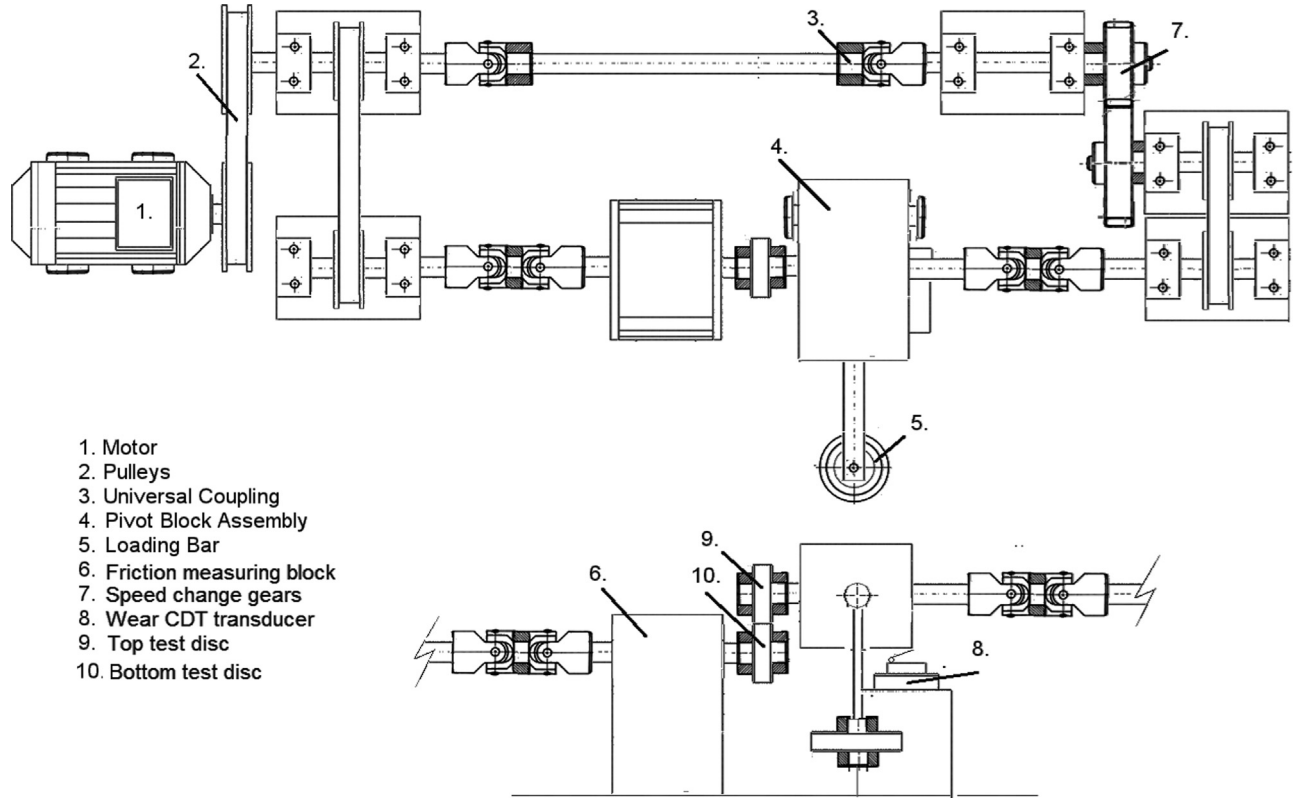 3.
7.
2.
4.
1.
5.
1. Motor
2. Pulleys
3. Universal Coupling
4. Pivot Block Assembly
5. Loading Bar
6. Friction measuring block
7. Speed change gears
8. Wear CDT transducer
9. Top test disc
10. Bottom test disc
9.
10.
6.
8.